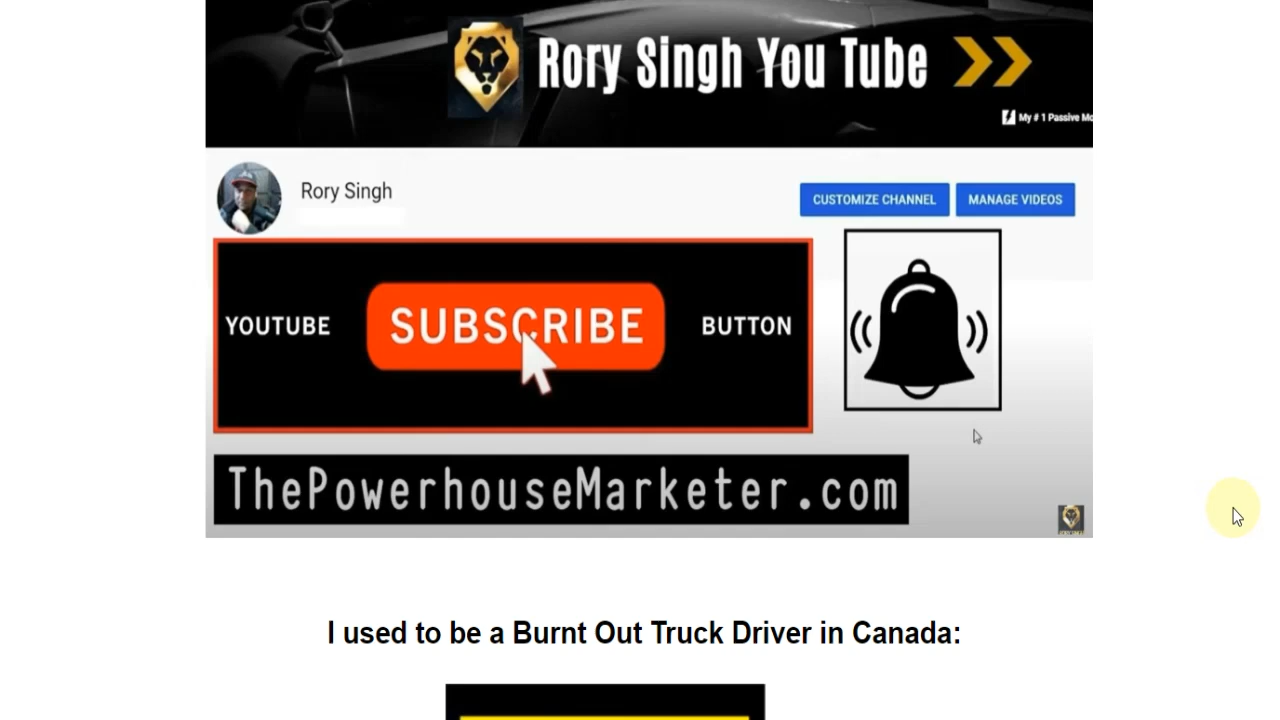 Rory Singh You Tube
My # 1 Passive Mo
Rory Singh
CUSTOMIZE CHANNEL
MANAGE VIDEOS
YOUTUBE SUBSCRIBE BUTTON
ThePowerhouseMarketer.com
I used to be a Burnt Out Truck Driver in Canada: